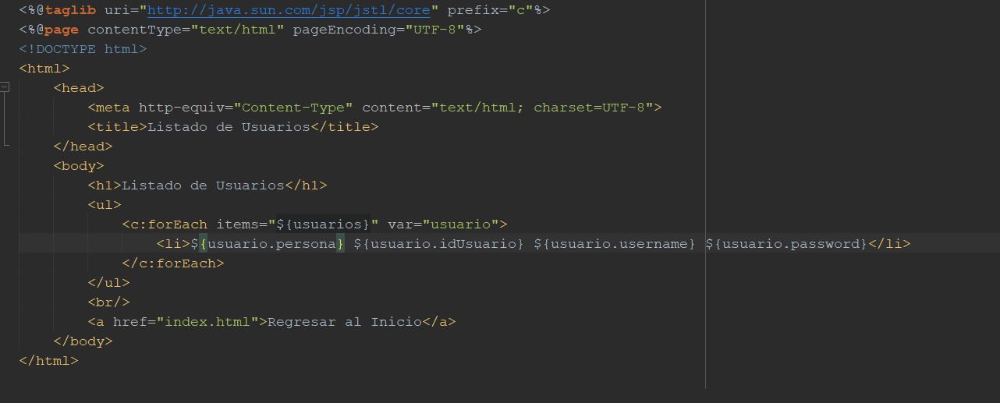 <%@taglib uri="http://java.sun.com/jsp/jstl/core" prefix="c"%>
<%@page contentType="text/html" pageEncoding="UTF-8"%>
<!DOCTYPE html>
<html>
    <head>
        <meta http-equiv="Content-Type" content="text/html; charset=UTF-8">
        <title>Listado de Usuarios</title>
    </head>
    <body>
        <h1>Listado de Usuarios</h1>
        <ul>
            <c:forEach items="${usuarios}" var="usuario">
                <li>${usuario.persona} ${usuario.idUsuario} ${usuario.username} ${usuario.password}</li>
            </c:forEach>
        </ul>
        <br/>
        <a href="index.html">Regresar al Inicio</a>
    </body>
</html>